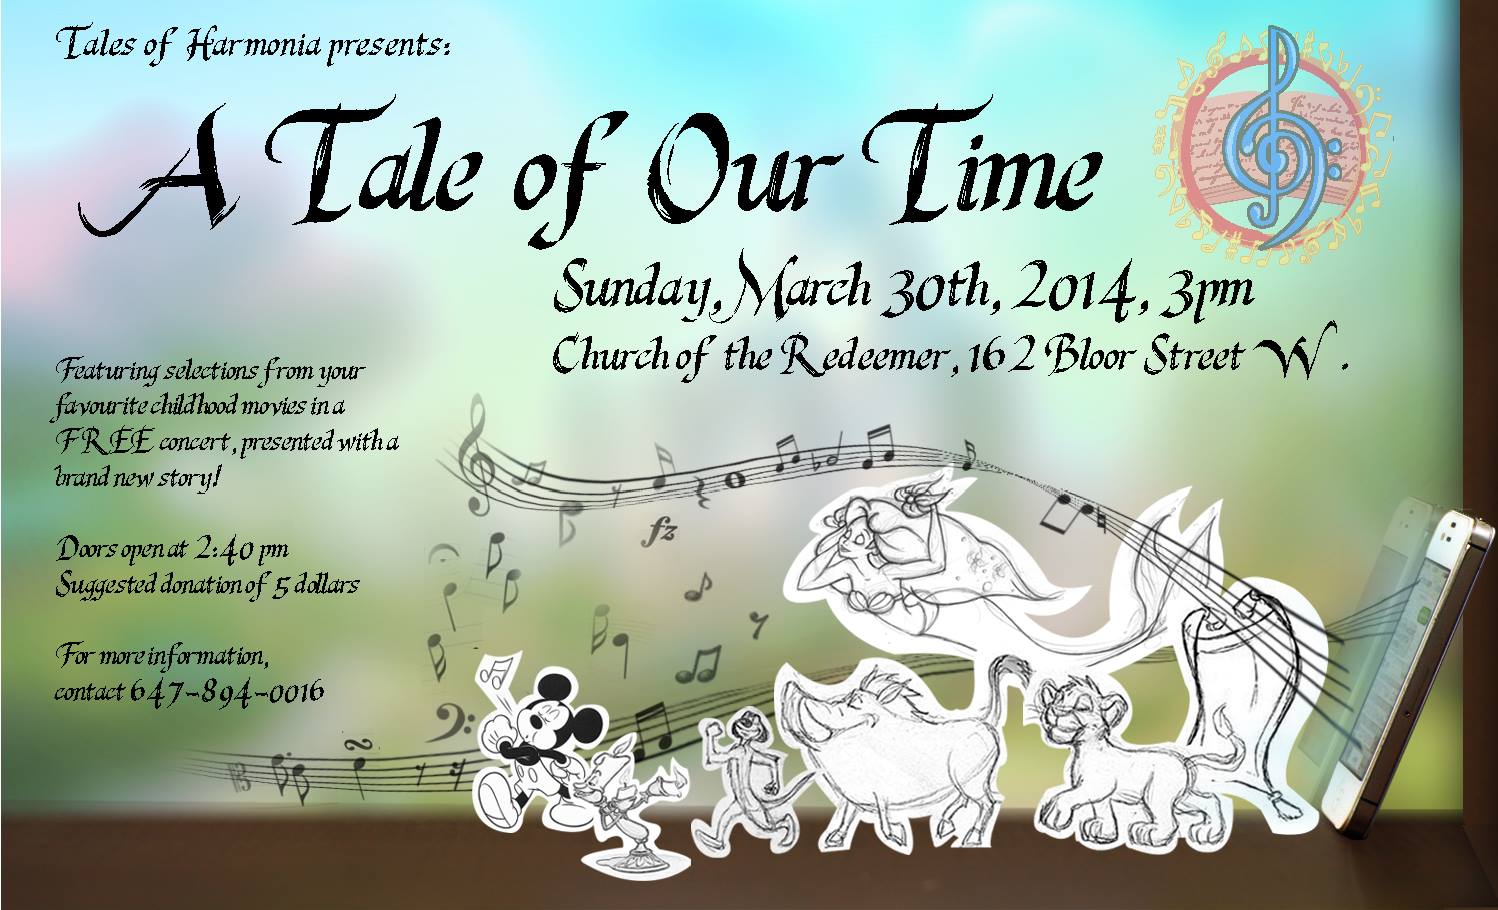 Tales of Harmonia presents:
A Tale of Our Time
Sunday, March 30th, 2014, 3pm
Church of the Redeemer, 162 Bloor Street W.
Featuring selections from your
favourite childhood movies in a
FREE concert, presented with a
brand new story!
Doors open at 2:40 pm
Suggested donation of 5 dollars
For more information,
contact 647-894-0016
fz